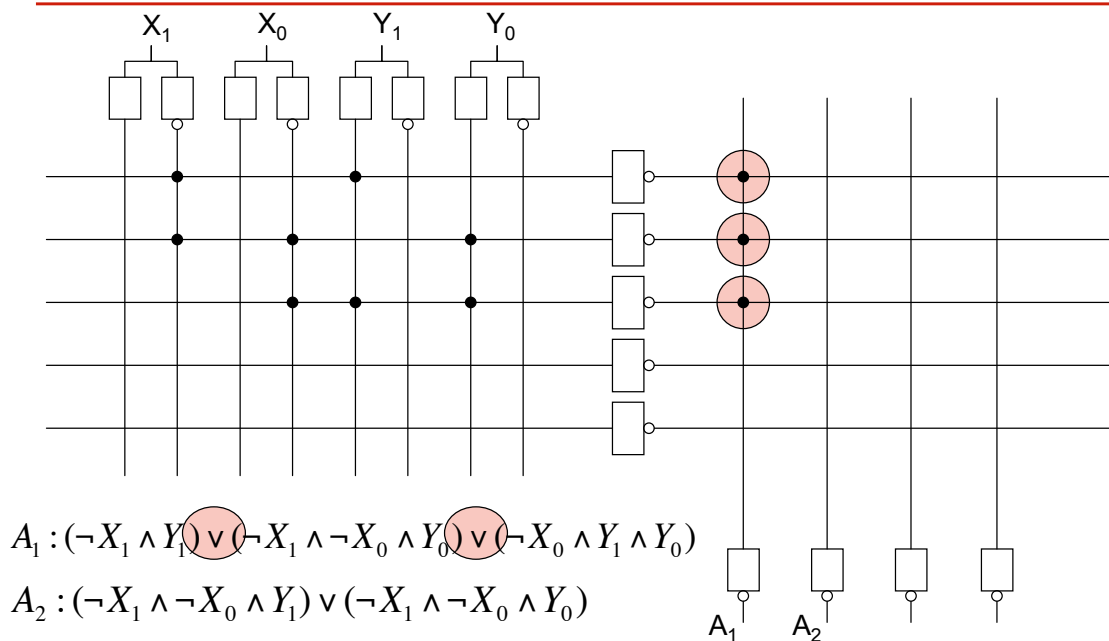 X₁ X₀ Y₁ Y₀
A₁ : (¬X₁ ∧ Y₁) ∨ (¬X₁ ∧ ¬X₀ ∧ Y₀) ∨ (¬X₀ ∧ Y₁ ∧ Y₀)
A₂ : (¬X₁ ∧ ¬X₀ ∧ Y₁) ∨ (¬X₁ ∧ ¬X₀ ∧ Y₀)
A₁ A₂